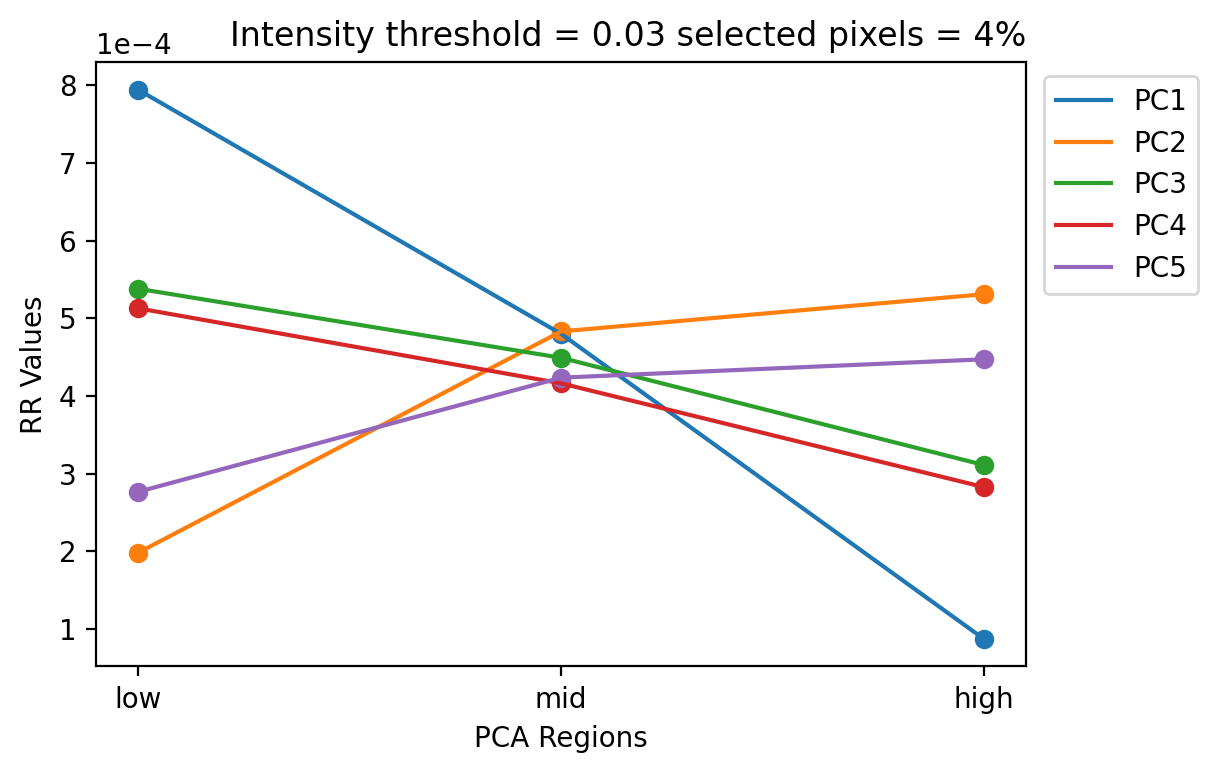 Intensity threshold = 0.03 selected pixels = 4%
1e−4
8
7
6
5
4
3
2
1
RR Values
low mid high
PCA Regions
PC1
PC2
PC3
PC4
PC5